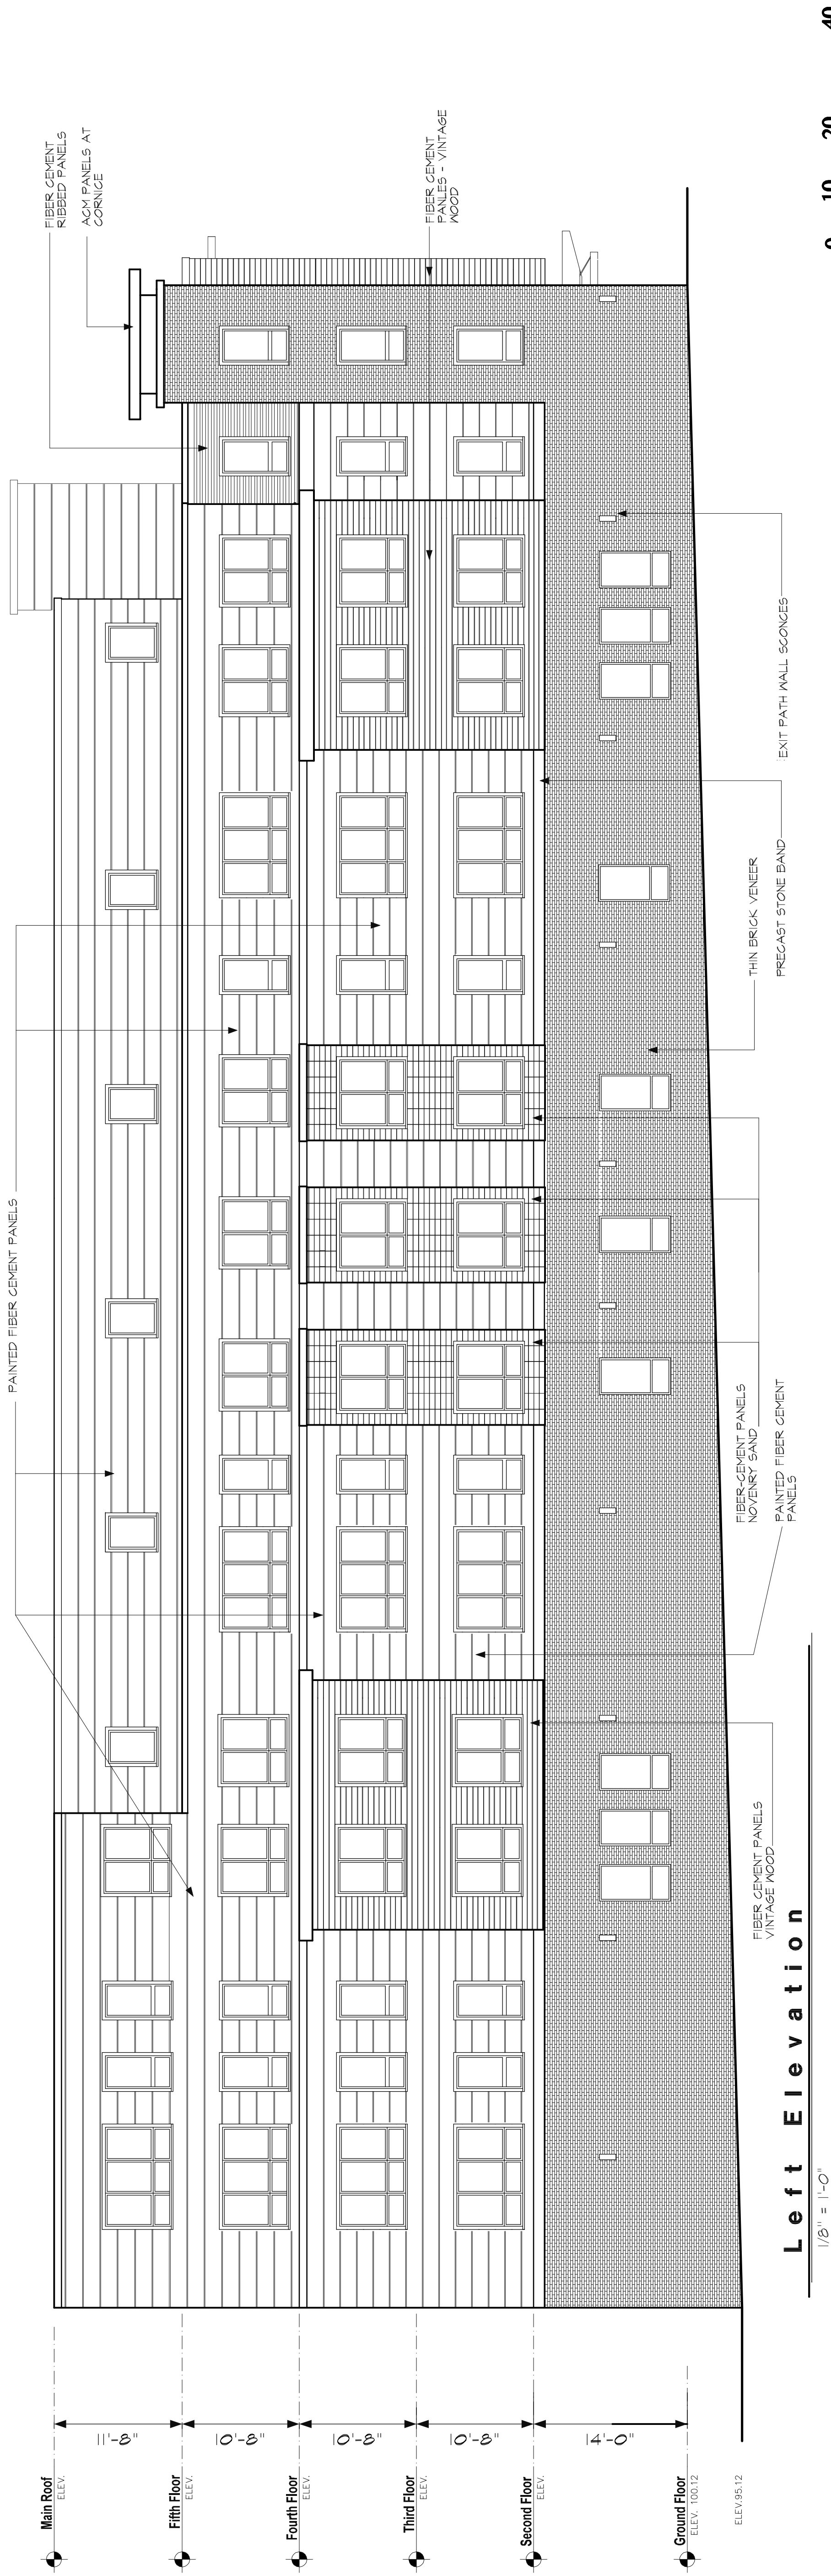 FIBER CEMENT
RIBBED PANELS
ACM PANELS AT
CORNICE
FIBER CEMENT
PANLES - VINTAGE
WOOD
PAINTED FIBER CEMENT PANELS
EXIT PATH WALL SCONCES
PRECAST STONE BAND
THIN BRICK VENEER
FIBER-CEMENT PANELS
NOVENRY SAND
PAINTED FIBER CEMENT
PANELS
FIBER CEMENT PANELS
VINTAGE WOOD
Main Roof
ELEV.
11'-8"
Fifth Floor
ELEV.
10'-8"
Fourth Floor
ELEV.
10'-8"
Third Floor
ELEV.
10'-8"
Second Floor
ELEV.
14'-0"
Ground Floor
ELEV. 100.12
ELEV.95.12
Left Elevation
1/8" = 1'-0"
0 10 20 40